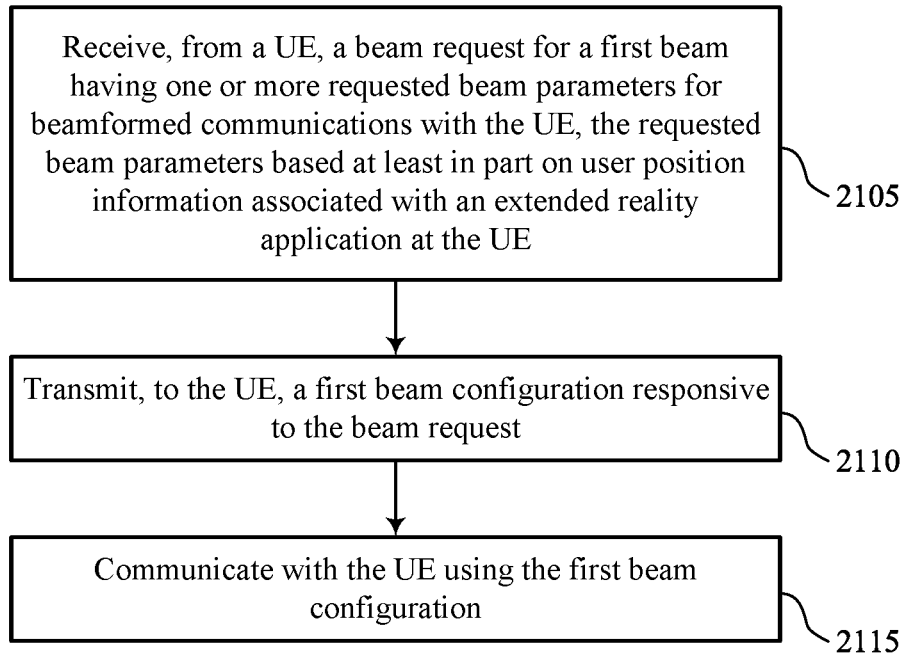 Receive, from a UE, a beam request for a first beam
having one or more requested beam parameters for
beamformed communications with the UE, the requested
beam parameters based at least in part on user position
information associated with an extended reality
application at the UE
2105
Transmit, to the UE, a first beam configuration responsive
to the beam request
2110
Communicate with the UE using the first beam
configuration
2115